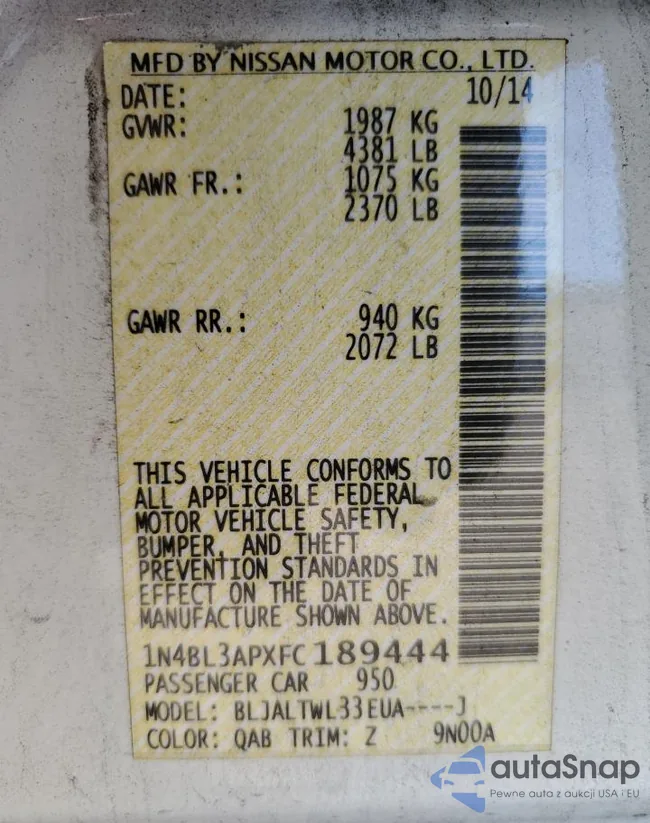 MFD BY NISSAN MOTOR CO., LTD.
DATE: 10/14
GVWR: 1987 KG
4381 LB
GAWR FR.: 1075 KG
2370 LB
GAWR RR.: 940 KG
2072 LB
THIS VEHICLE CONFORMS TO
ALL APPLICABLE FEDERAL
MOTOR VEHICLE SAFETY,
BUMPER, AND THEFT
PREVENTION STANDARDS IN
EFFECT ON THE DATE OF
MANUFACTURE SHOWN ABOVE.
1N4BL3APXFC189444
PASSENGER CAR 950
MODEL: BLJALTWL33EUA----J
COLOR: QAB TRIM: Z 9N00A
autaSnap
Pewne auta z aukcji USA i EU